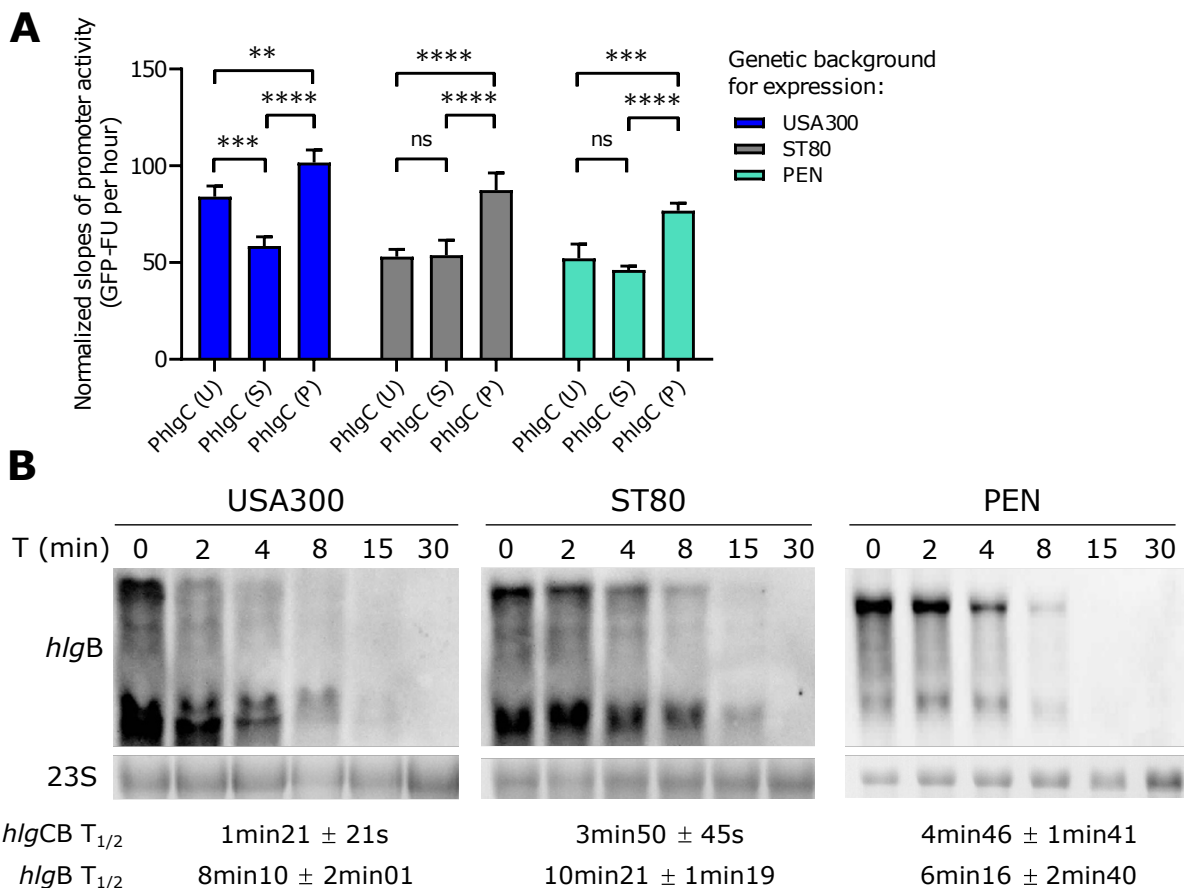 A
Normalized slopes of promoter activity
(GFP-FU per hour)
150
100
50
0
**
****
***
****
****
ns
***
****
ns
PhlgC (U)
PhlgC (S)
PhlgC (P)
PhlgC (U)
PhlgC (S)
PhlgC (P)
PhlgC (U)
PhlgC (S)
PhlgC (P)
Genetic background
for expression:
USA300
ST80
PEN
B
USA300 ST80 PEN
T (min) 0 2 4 8 15 30 0 2 4 8 15 30 0 2 4 8 15 30
hlgB
23S
hlgCB T1/2 1min21 ± 21s 3min50 ± 45s 4min46 ± 1min41
hlgB T1/2 8min10 ± 2min01 10min21 ± 1min19 6min16 ± 2min40